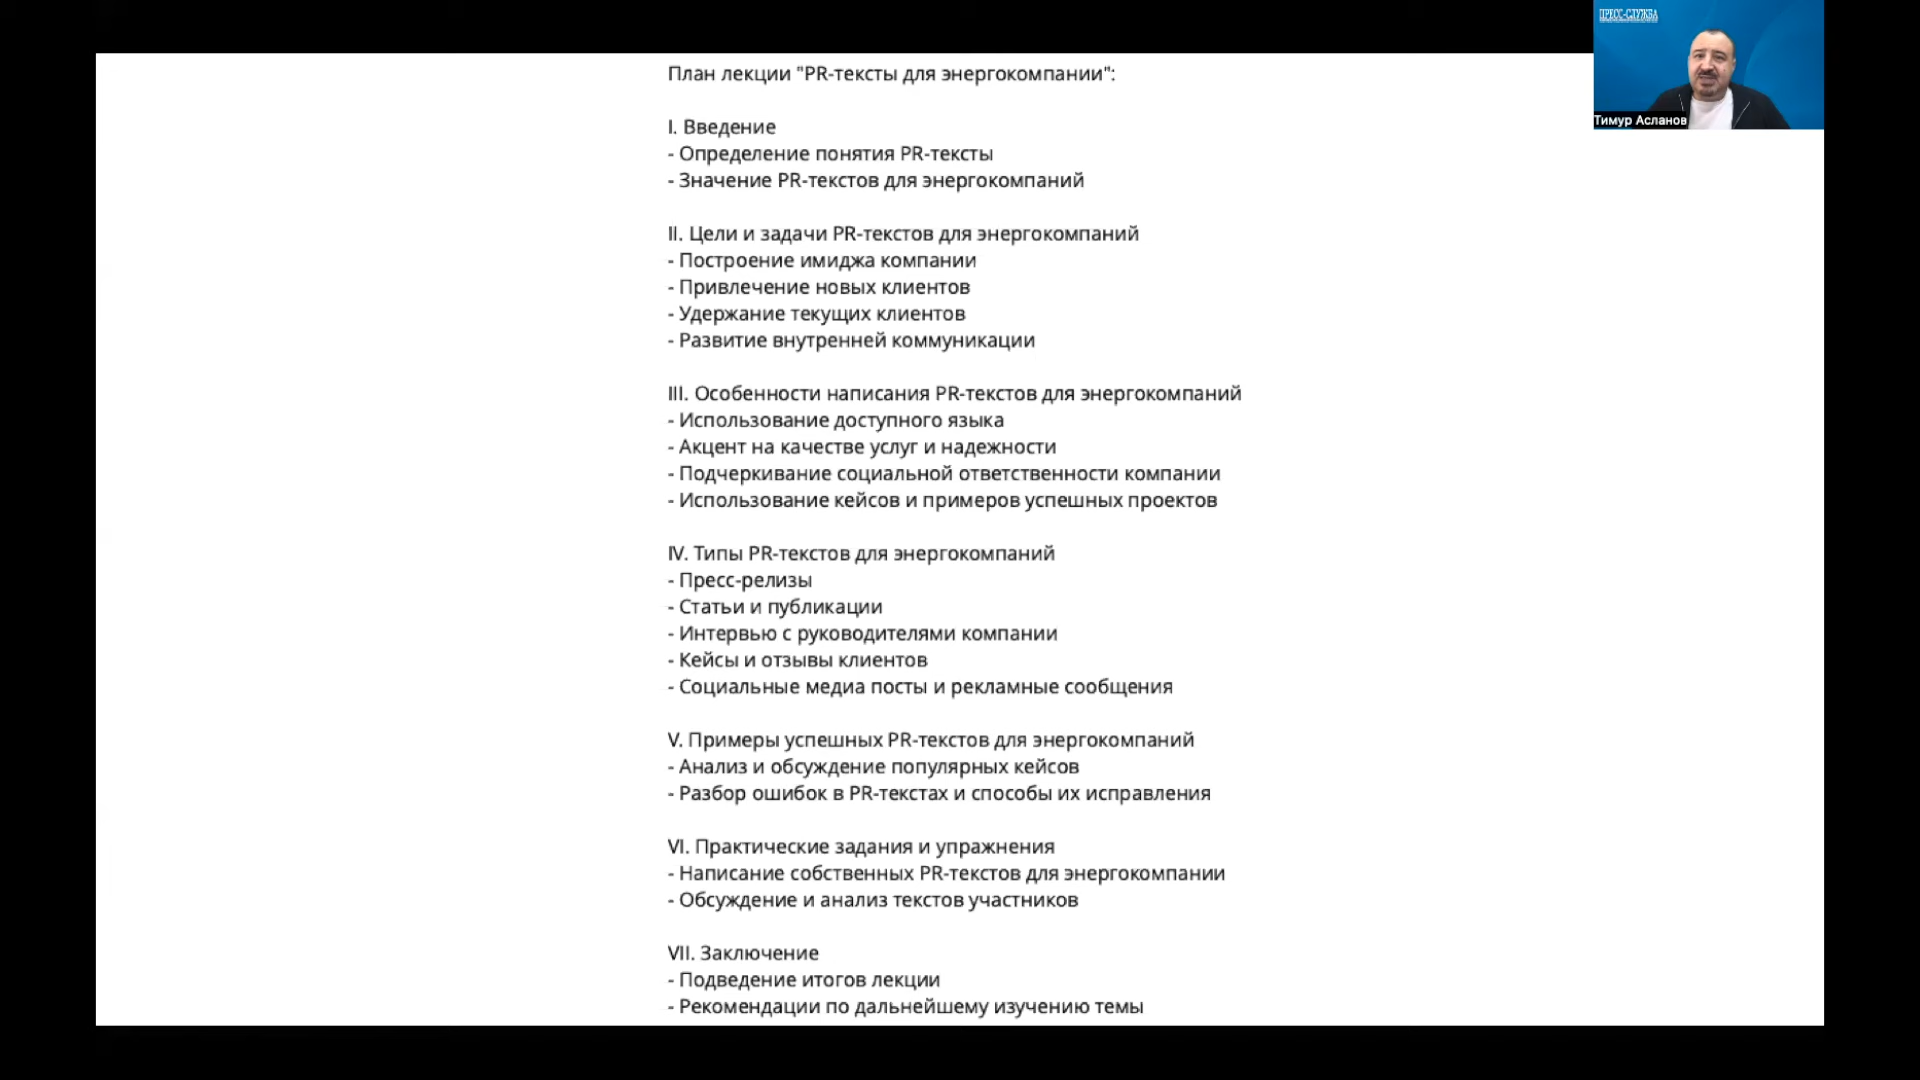 ПРЕСС-СЛУЖБА
Тимур Асланов
План лекции "PR-тексты для энергокомпании":
I. Введение
- Определение понятия PR-тексты
- Значение PR-текстов для энергокомпаний
II. Цели и задачи PR-текстов для энергокомпаний
- Построение имиджа компании
- Привлечение новых клиентов
- Удержание текущих клиентов
- Развитие внутренней коммуникации
III. Особенности написания PR-текстов для энергокомпаний
- Использование доступного языка
- Акцент на качестве услуг и надежности
- Подчеркивание социальной ответственности компании
- Использование кейсов и примеров успешных проектов
IV. Типы PR-текстов для энергокомпаний
- Пресс-релизы
- Статьи и публикации
- Интервью с руководителями компании
- Кейсы и отзывы клиентов
- Социальные медиа посты и рекламные сообщения
V. Примеры успешных PR-текстов для энергокомпаний
- Анализ и обсуждение популярных кейсов
- Разбор ошибок в PR-текстах и способы их исправления
VI. Практические задания и упражнения
- Написание собственных PR-текстов для энергокомпании
- Обсуждение и анализ текстов участников
VII. Заключение
- Подведение итогов лекции
- Рекомендации по дальнейшему изучению темы